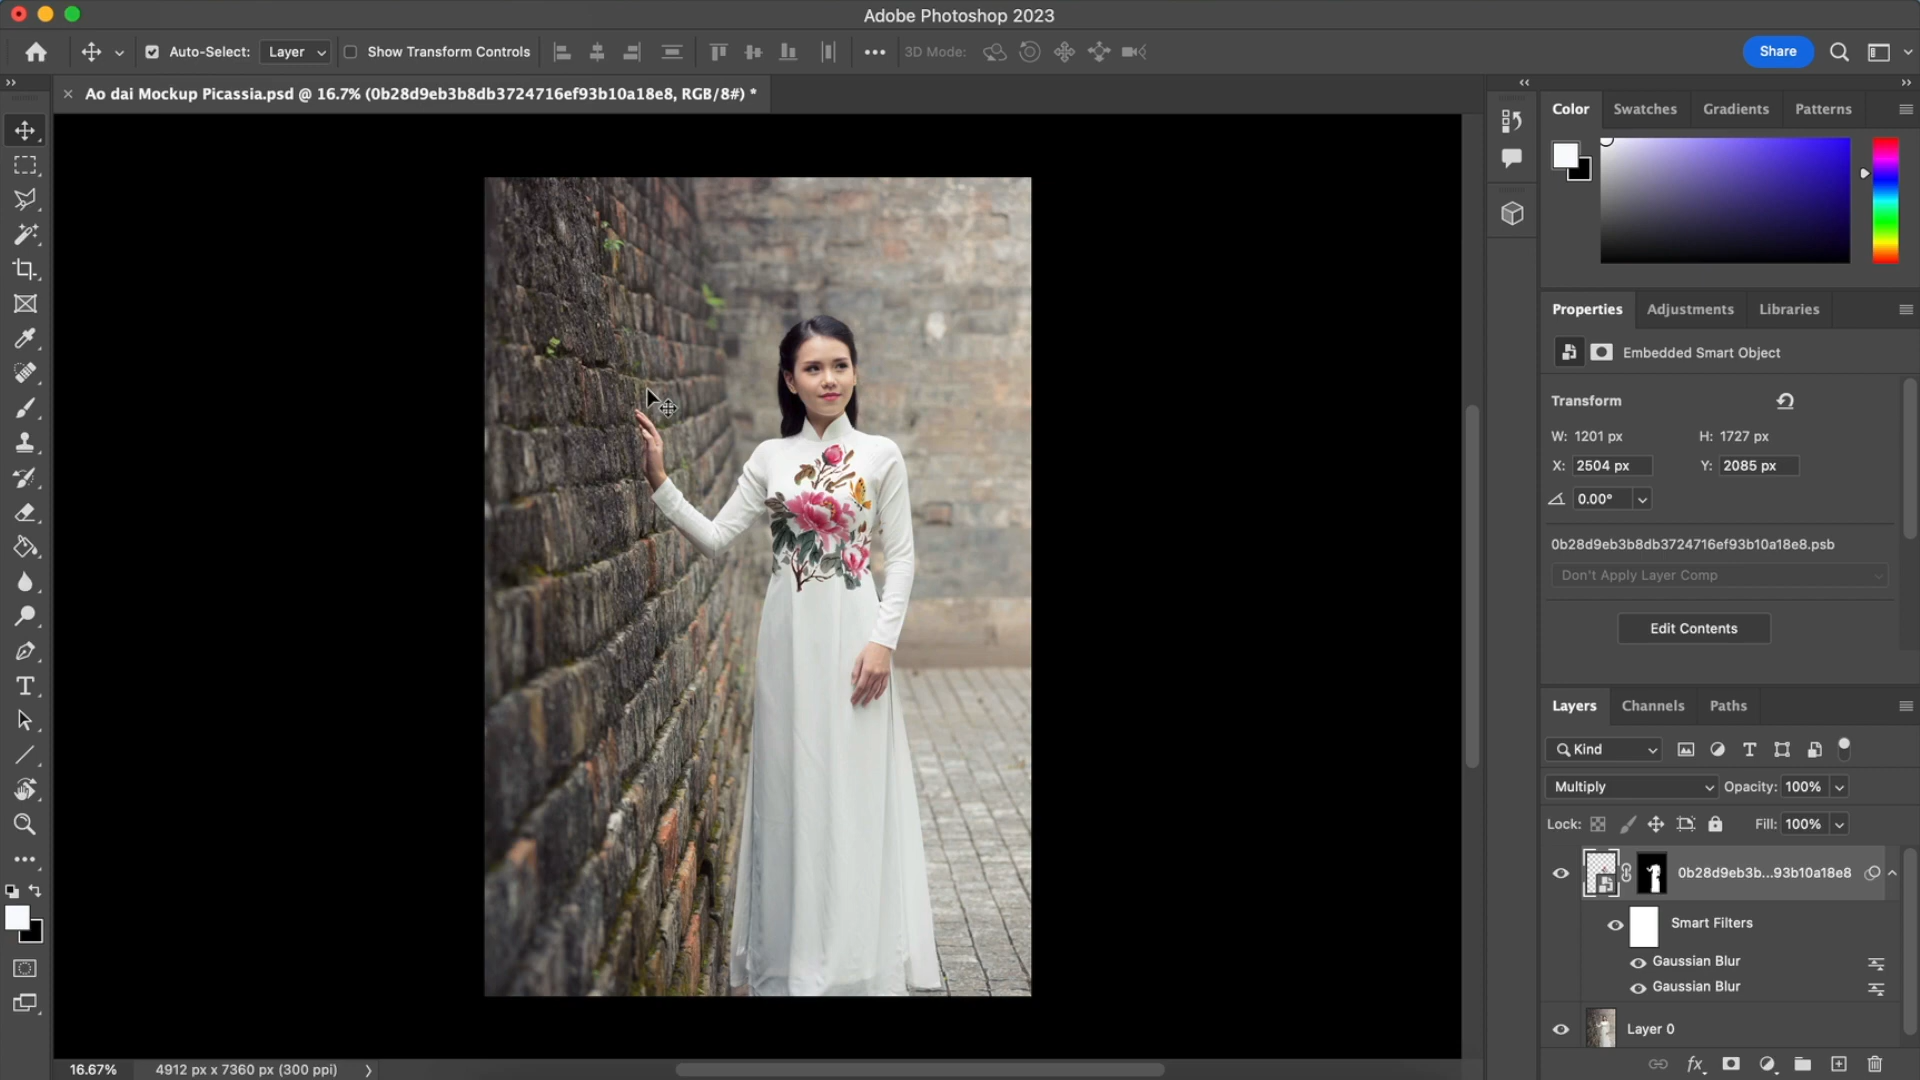 Adobe Photoshop 2023
Auto-Select: Layer Show Transform Controls 3D Mode: Share
Ao dai Mockup Picassia.psd @ 16.7% (0b28d9eb3b8db3724716ef93b10a18e8, RGB/8#) *
Color Swatches Gradients Patterns
Properties Adjustments Libraries
Embedded Smart Object
Transform
W: 1201 px H: 1727 px
X: 2504 px Y: 2085 px
0.00°
0b28d9eb3b8db3724716ef93b10a18e8.psb
Don't Apply Layer Comp
Edit Contents
Layers Channels Paths
Kind
Multiply Opacity: 100%
Lock: Fill: 100%
0b28d9eb3b...93b10a18e8
Smart Filters
Gaussian Blur
Gaussian Blur
Layer 0
16.67% 4912 px x 7360 px (300 ppi)